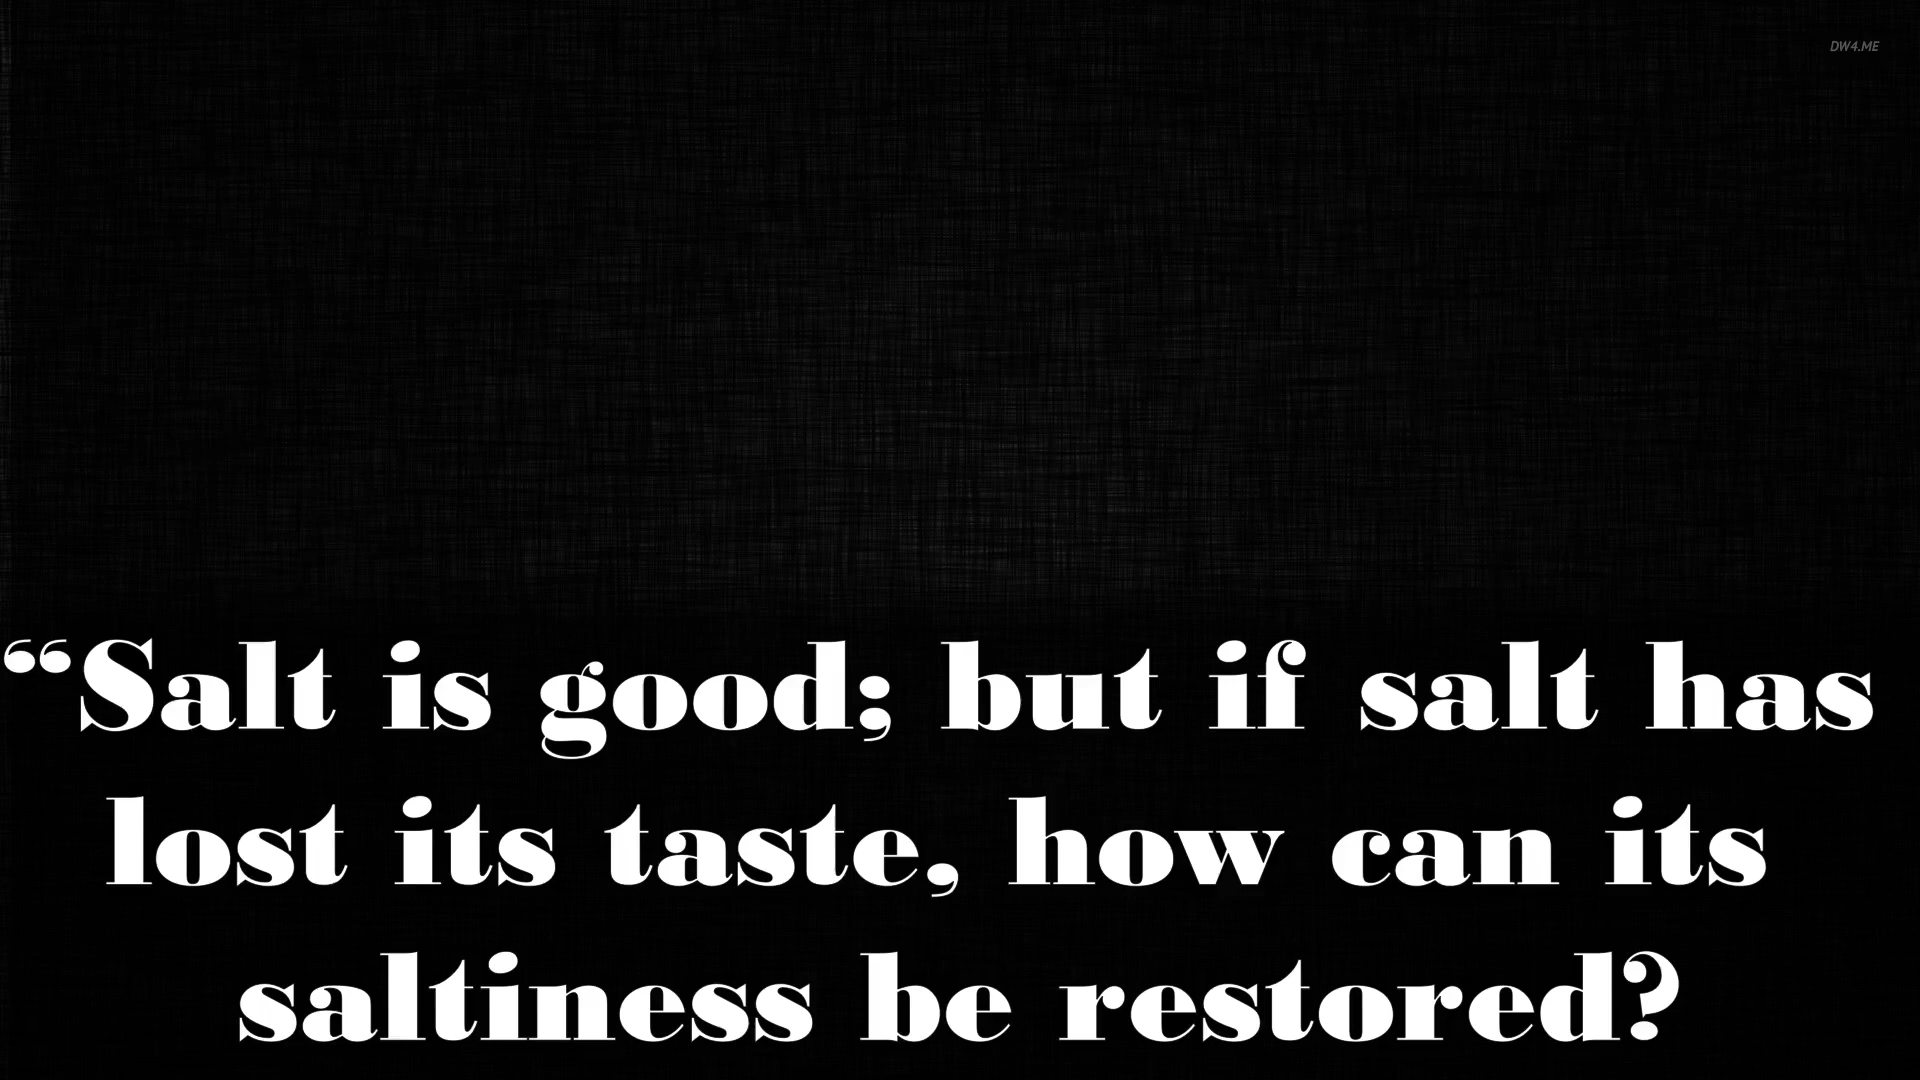 DW4.ME
“Salt is good; but if salt has
lost its taste, how can its
saltiness be restored?